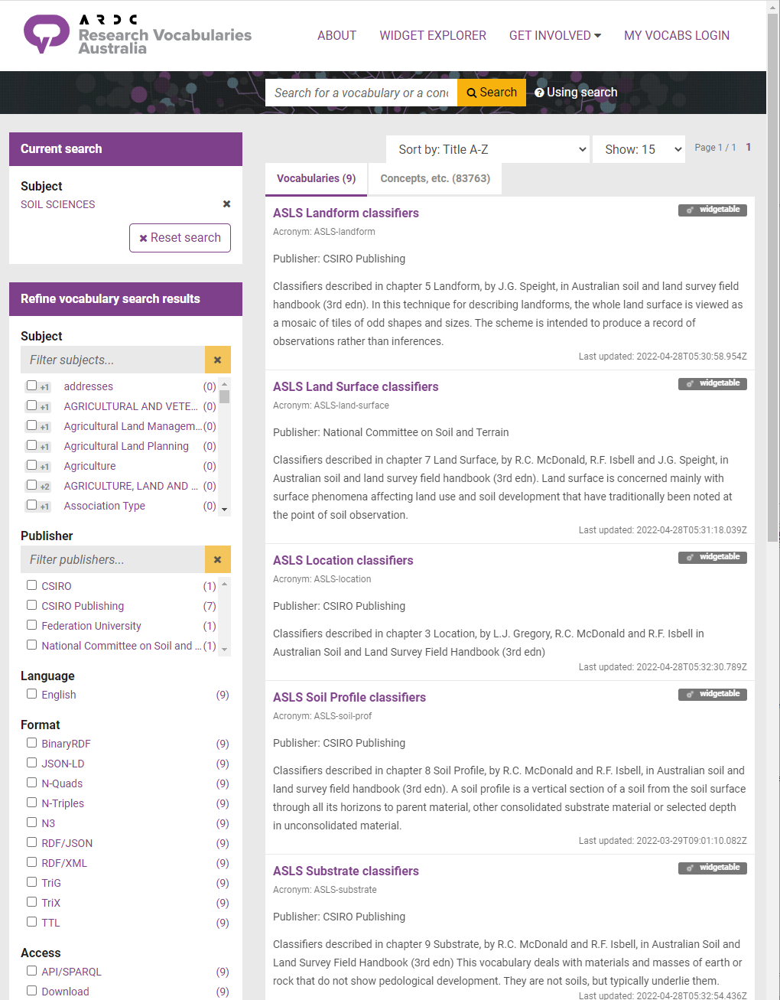 ARDC
Research Vocabularies
Australia
ABOUT
WIDGET EXPLORER
GET INVOLVED
MY VOCABS LOGIN
Search for a vocabulary or a con
Search
Using search
Current search
Subject
SOIL SCIENCES
Reset search
Refine vocabulary search results
Subject
Filter subjects...
+1 addresses (0)
+1 AGRICULTURAL AND VETE... (0)
+1 Agricultural Land Managem... (0)
+1 Agricultural Land Planning (0)
+1 Agriculture (0)
+2 AGRICULTURE, LAND AND ... (0)
+1 Association Type (0)
Publisher
Filter publishers...
CSIRO (1)
CSIRO Publishing (7)
Federation University (1)
National Committee on Soil and ... (1)
Language
English (9)
Format
BinaryRDF (9)
JSON-LD (9)
N-Quads (9)
N-Triples (9)
N3 (9)
RDF/JSON (9)
RDF/XML (9)
TriG (9)
TriX (9)
TTL (9)
Access
API/SPARQL (9)
Download (9)
Sort by: Title A-Z
Show: 15
Page 1 / 1 1
Vocabularies (9)
Concepts, etc. (83763)
ASLS Landform classifiers
widgetable
Acronym: ASLS-landform
Publisher: CSIRO Publishing
Classifiers described in chapter 5 Landform, by J.G. Speight, in Australian soil and land survey field
handbook (3rd edn). In this technique for describing landforms, the whole land surface is viewed as
a mosaic of tiles of odd shapes and sizes. The scheme is intended to produce a record of
observations rather than inferences.
Last updated: 2022-04-28T05:30:58.954Z
ASLS Land Surface classifiers
widgetable
Acronym: ASLS-land-surface
Publisher: National Committee on Soil and Terrain
Classifiers described in chapter 7 Land Surface, by R.C. McDonald, R.F. Isbell and J.G. Speight, in
Australian soil and land survey field handbook (3rd edn). Land surface is concerned mainly with
surface phenomena affecting land use and soil development that have traditionally been noted at
the point of soil observation.
Last updated: 2022-04-28T05:31:18.039Z
ASLS Location classifiers
widgetable
Acronym: ASLS-location
Publisher: CSIRO Publishing
Classifiers described in chapter 3 Location, by L.J. Gregory, R.C. McDonald and R.F. Isbell in
Australian Soil and Land Survey Field Handbook (3rd edn)
Last updated: 2022-04-28T05:32:30.789Z
ASLS Soil Profile classifiers
widgetable
Acronym: ASLS-soil-prof
Publisher: CSIRO Publishing
Classifiers described in chapter 8 Soil Profile, by R.C. McDonald and R.F. Isbell, in Australian soil and
land survey field handbook (3rd edn). A soil profile is a vertical section of a soil from the soil surface
through all its horizons to parent material, other consolidated substrate material or selected depth
in unconsolidated material.
Last updated: 2022-03-29T09:01:10.082Z
ASLS Substrate classifiers
widgetable
Acronym: ASLS-substrate
Publisher: CSIRO Publishing
Classifiers described in chapter 9 Substrate, by R.C. McDonald and R.F. Isbell, in Australian Soil and
Land Survey Field Handbook (3rd edn) This vocabulary deals with materials and masses of earth or
rock that do not show pedological development. They are not soils, but typically underlie them.
Last updated: 2022-04-28T05:32:54.436Z